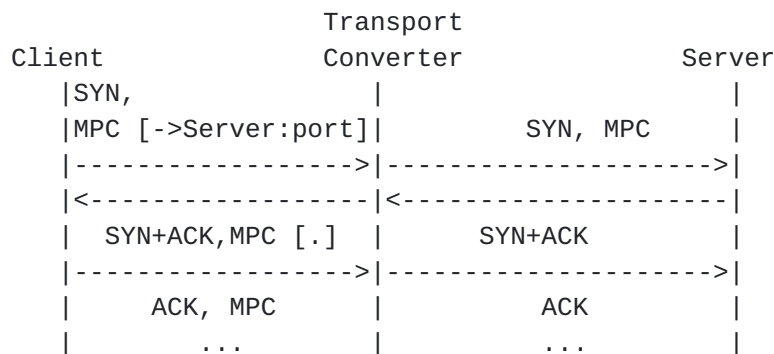 Transport
Client              Converter              Server
   |SYN,               |                      |
   |MPC [->Server:port]|         SYN, MPC     |
   |------------------>|--------------------->|
   |<------------------|<---------------------|
   |  SYN+ACK,MPC [.]  |      SYN+ACK         |
   |------------------>|--------------------->|
   |     ACK, MPC      |          ACK         |
   |        ...        |          ...         |